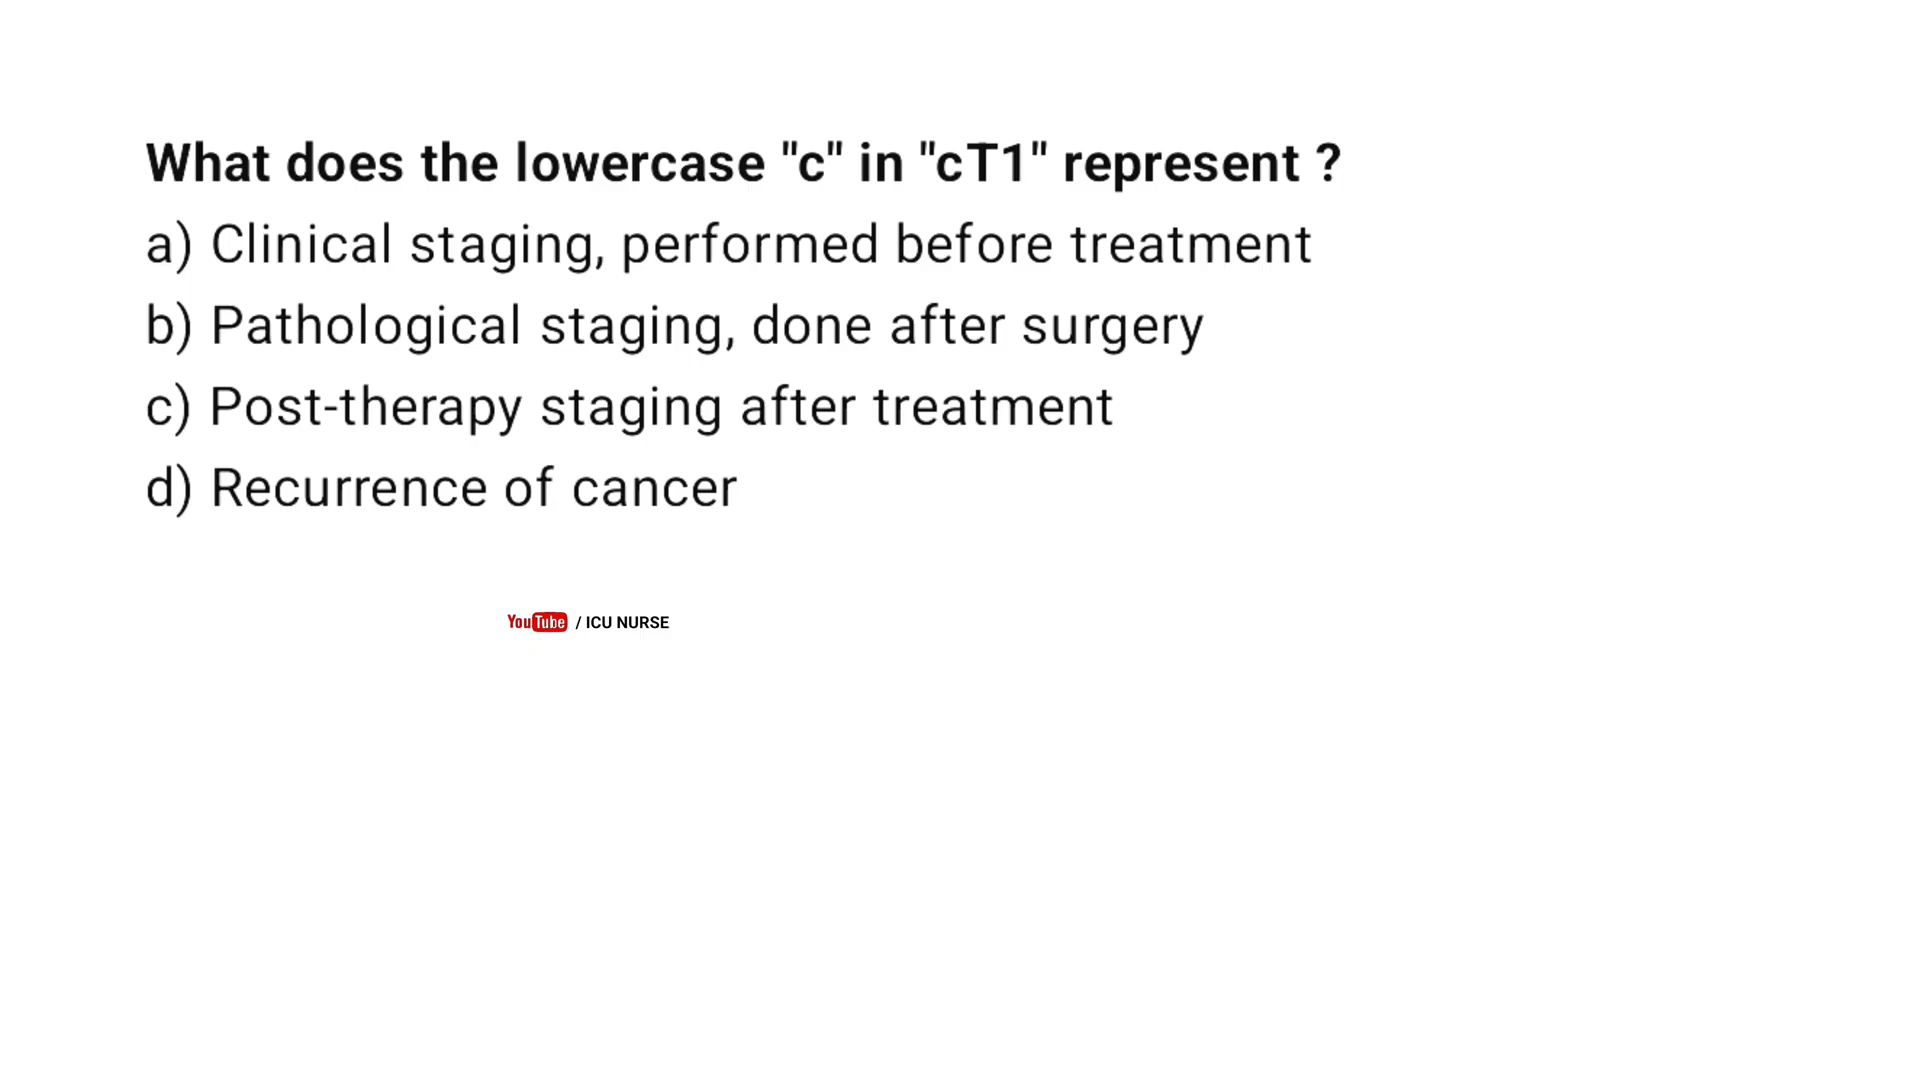 What does the lowercase "c" in "cT1" represent ?
a) Clinical staging, performed before treatment
b) Pathological staging, done after surgery
c) Post-therapy staging after treatment
d) Recurrence of cancer
YouTube / ICU NURSE